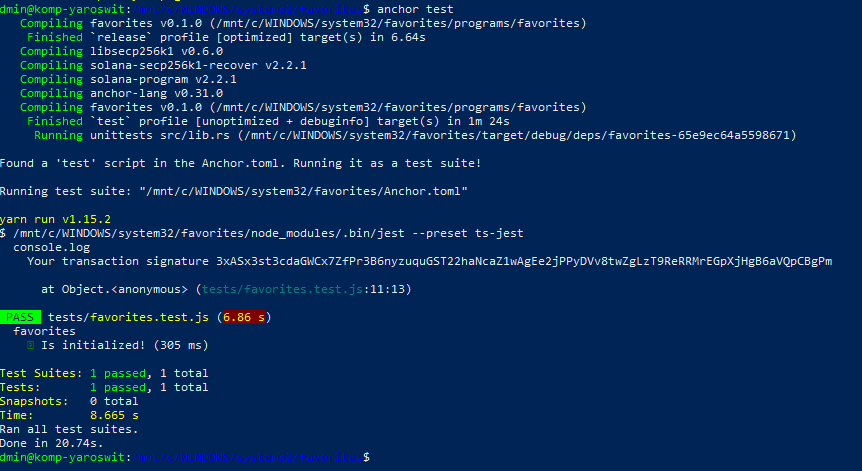 dmin@komp-yaroswit:/mnt/c/WINDOWS/system32/favorites$ anchor test
Compiling favorites v0.1.0 (/mnt/c/WINDOWS/system32/favorites/programs/favorites)
Finished `release` profile [optimized] target(s) in 6.64s
Compiling libsecp256k1 v0.6.0
Compiling solana-secp256k1-recover v2.2.1
Compiling solana-program v2.2.1
Compiling anchor-lang v0.31.0
Compiling favorites v0.1.0 (/mnt/c/WINDOWS/system32/favorites/programs/favorites)
Finished `test` profile [unoptimized + debuginfo] target(s) in 1m 24s
Running unittests src/lib.rs (/mnt/c/WINDOWS/system32/favorites/target/debug/deps/favorites-65e9ec64a5598671)
Found a 'test' script in the Anchor.toml. Running it as a test suite!
Running test suite: "/mnt/c/WINDOWS/system32/favorites/Anchor.toml"
yarn run v1.15.2
$ /mnt/c/WINDOWS/system32/favorites/node_modules/.bin/jest --preset ts-jest
console.log
Your transaction signature 3xASx3st3cdaGWCx7ZfPr3B6nyzuquGST22haNcaZ1wAgEe2jPPyDVv8twZgLzT9ReRRMrEGpXjHgB6aVQpCBgPm
at Object.<anonymous> (tests/favorites.test.js:11:13)
PASS tests/favorites.test.js (6.86 s)
favorites
Is initialized! (305 ms)
Test Suites: 1 passed, 1 total
Tests: 1 passed, 1 total
Snapshots: 0 total
Time: 8.665 s
Ran all test suites.
Done in 20.74s.
dmin@komp-yaroswit:/mnt/c/WINDOWS/system32/favorites$